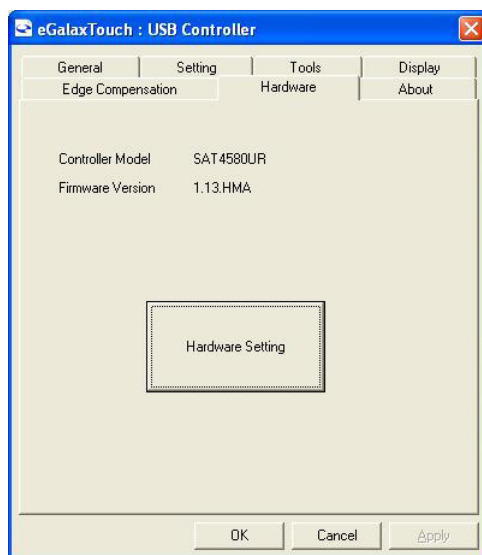 eGalaxTouch : USB Controller
General Setting Tools Display
Edge Compensation Hardware About
Controller Model SAT4580UR
Firmware Version 1.13.HMA
Hardware Setting
OK Cancel Apply